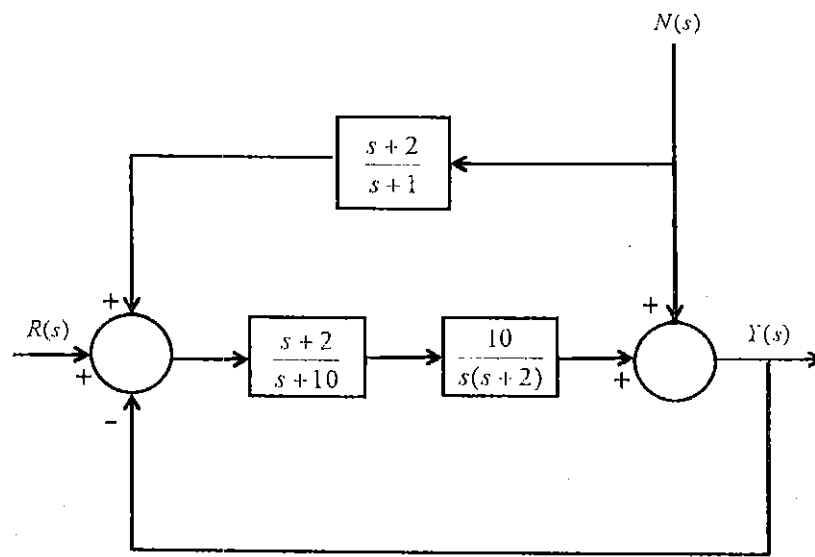 N(s)
s + 2
s + 1
+
+
R(s)
+
s + 2
s + 10
10
s(s + 2)
+
Y(s)
-